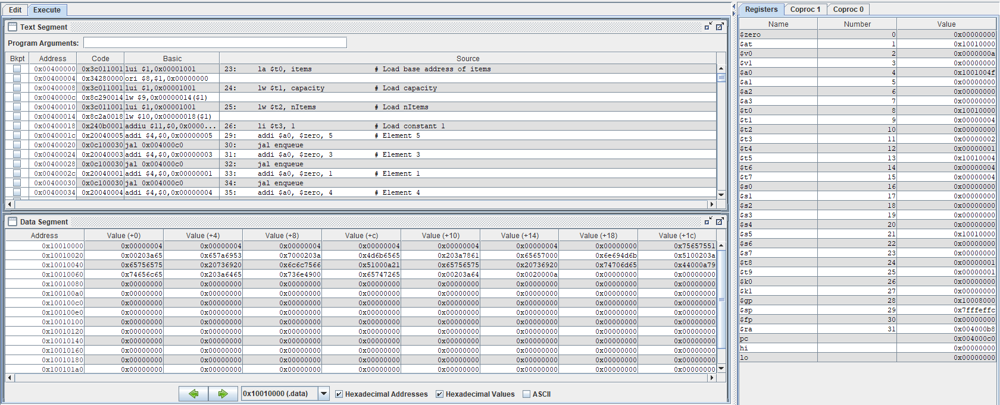 Edit Execute
Text Segment
Program Arguments:
Bkpt Address Code Basic Source
0x00400000 0x3c011001 lui $1,0x00001001 23: la $t0, items # Load base address of items
0x00400004 0x34280000 ori $8,$1,0x00000000
0x00400008 0x3c011001 lui $1,0x00001001 24: lw $t1, capacity # Load capacity
0x0040000c 0x8c290014 lw $9,0x00000014($1)
0x00400010 0x3c011001 lui $1,0x00001001 25: lw $t2, nItems # Load nItems
0x00400014 0x8c2a0018 lw $10,0x00000018($1)
0x00400018 0x240b0001 addiu $11,$0,0x0000... 26: li $t3, 1 # Load constant 1
0x0040001c 0x20040005 addi $4,$0,0x00000005 29: addi $a0, $zero, 5 # Element 5
0x00400020 0x0c100030 jal 0x004000c0 30: jal enqueue
0x00400024 0x20040003 addi $4,$0,0x00000003 31: addi $a0, $zero, 3 # Element 3
0x00400028 0x0c100030 jal 0x004000c0 32: jal enqueue
0x0040002c 0x20040001 addi $4,$0,0x00000001 33: addi $a0, $zero, 1 # Element 1
0x00400030 0x0c100030 jal 0x004000c0 34: jal enqueue
0x00400034 0x20040004 addi $4,$0,0x00000004 35: addi $a0, $zero, 4 # Element 4
Data Segment
Address Value (+0) Value (+4) Value (+8) Value (+c) Value (+10) Value (+14) Value (+18) Value (+1c)
0x10010000 0x00000004 0x00000004 0x00000004 0x00000004 0x00000004 0x00000004 0x00000000 0x75657551
0x10010020 0x00203a65 0x657a6953 0x7000203a 0x4d6b6565 0x203a7861 0x65657000 0x6e694d6b 0x5100203a
0x10010040 0x65756575 0x20736920 0x6c6c7566 0x51000a21 0x65756575 0x20736920 0x74706d65 0x44000a79
0x10010060 0x74656c65 0x203a6465 0x736e4900 0x65747265 0x00203a64 0x0020000a 0x00000000 0x00000000
0x10010080 0x00000000 0x00000000 0x00000000 0x00000000 0x00000000 0x00000000 0x00000000 0x00000000
0x100100a0 0x00000000 0x00000000 0x00000000 0x00000000 0x00000000 0x00000000 0x00000000 0x00000000
0x100100c0 0x00000000 0x00000000 0x00000000 0x00000000 0x00000000 0x00000000 0x00000000 0x00000000
0x100100e0 0x00000000 0x00000000 0x00000000 0x00000000 0x00000000 0x00000000 0x00000000 0x00000000
0x10010100 0x00000000 0x00000000 0x00000000 0x00000000 0x00000000 0x00000000 0x00000000 0x00000000
0x10010120 0x00000000 0x00000000 0x00000000 0x00000000 0x00000000 0x00000000 0x00000000 0x00000000
0x10010140 0x00000000 0x00000000 0x00000000 0x00000000 0x00000000 0x00000000 0x00000000 0x00000000
0x10010160 0x00000000 0x00000000 0x00000000 0x00000000 0x00000000 0x00000000 0x00000000 0x00000000
0x10010180 0x00000000 0x00000000 0x00000000 0x00000000 0x00000000 0x00000000 0x00000000 0x00000000
0x100101a0 0x00000000 0x00000000 0x00000000 0x00000000 0x00000000 0x00000000 0x00000000 0x00000000
0x10010000 (.data) Hexadecimal Addresses Hexadecimal Values ASCII
Registers Coproc 1 Coproc 0
Name Number Value
$zero 0 0x00000000
$at 1 0x10010000
$v0 2 0x0000000a
$v1 3 0x00000000
$a0 4 0x1001004f
$a1 5 0x00000000
$a2 6 0x00000000
$a3 7 0x00000000
$t0 8 0x10010000
$t1 9 0x00000004
$t2 10 0x00000000
$t3 11 0x00000002
$t4 12 0x00000001
$t5 13 0x10010004
$t6 14 0x00000004
$t7 15 0x00000004
$s0 16 0x00000000
$s1 17 0x00000000
$s2 18 0x00000000
$s3 19 0x00000000
$s4 20 0x00000000
$s5 21 0x10010000
$s6 22 0x00000000
$s7 23 0x00000000
$t8 24 0x00000001
$t9 25 0x00000001
$k0 26 0x00000000
$k1 27 0x00000000
$gp 28 0x10008000
$sp 29 0x7fffeffc
$fp 30 0x00000000
$ra 31 0x004000b8
pc 0x004000c0
hi 0x00000000
lo 0x00000000